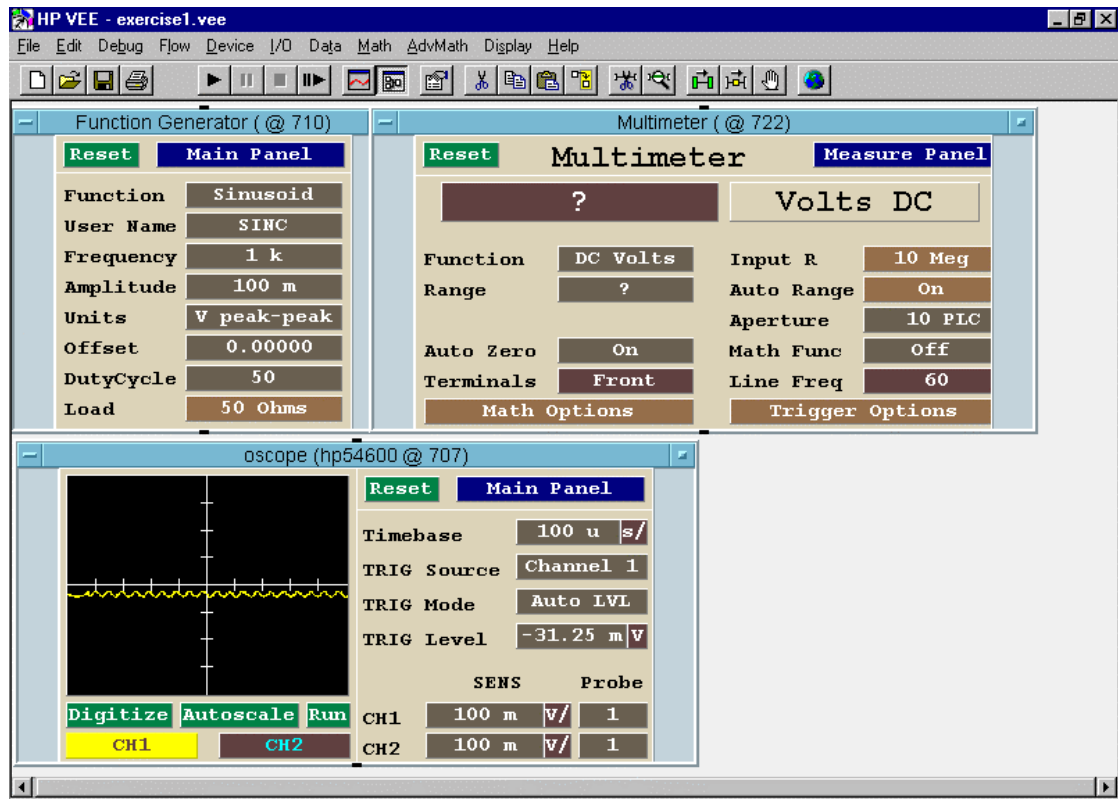 HP VEE - exercise1.vee
File Edit Debug Flow Device I/O Data Math AdvMath Display Help
Function Generator ( @ 710)
Reset Main Panel
Function Sinusoid
User Name SINC
Frequency 1 k
Amplitude 100 m
Units V peak-peak
Offset 0.00000
DutyCycle 50
Load 50 Ohms
Multimeter ( @ 722)
Reset Multimeter Measure Panel
? Volts DC
Function DC Volts Input R 10 Meg
Range ? Auto Range On
Aperture 10 PLC
Auto Zero On Math Func Off
Terminals Front Line Freq 60
Math Options Trigger Options
oscope (hp54600 @ 707)
Reset Main Panel
Timebase 100 u s/
TRIG Source Channel 1
TRIG Mode Auto LVL
TRIG Level -31.25 m V
SENS Probe
CH1 100 m V/ 1
CH2 100 m V/ 1
Digitize Autoscale Run
CH1 CH2